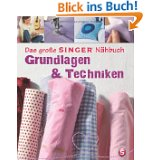 Blick ins Buch!
Das große SINGER Nähbuch
Grundlagen
& Techniken